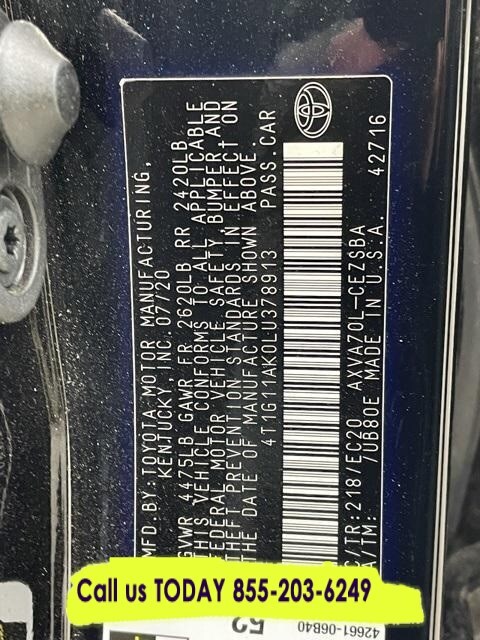 MFD. BY: TOYOTA MOTOR MANUFACTURING,
KENTUCKY, INC. 07/20
GVWR 4475LB GAWR FR 2620LB RR 2420LB
THIS VEHICLE CONFORMS TO ALL APPLICABLE
FEDERAL MOTOR VEHICLE SAFETY, BUMPER, AND
THEFT PREVENTION STANDARDS IN EFFECT ON
THE DATE OF MANUFACTURE SHOWN ABOVE.
4T1G11AK0LU378913 PASS. CAR
C/TR: 218/EC20 AXVA70L-CEZSBA
A/TM: /UB80E MADE IN U.S.A. 42716
52
42661-06B40
Call us TODAY 855-203-6249